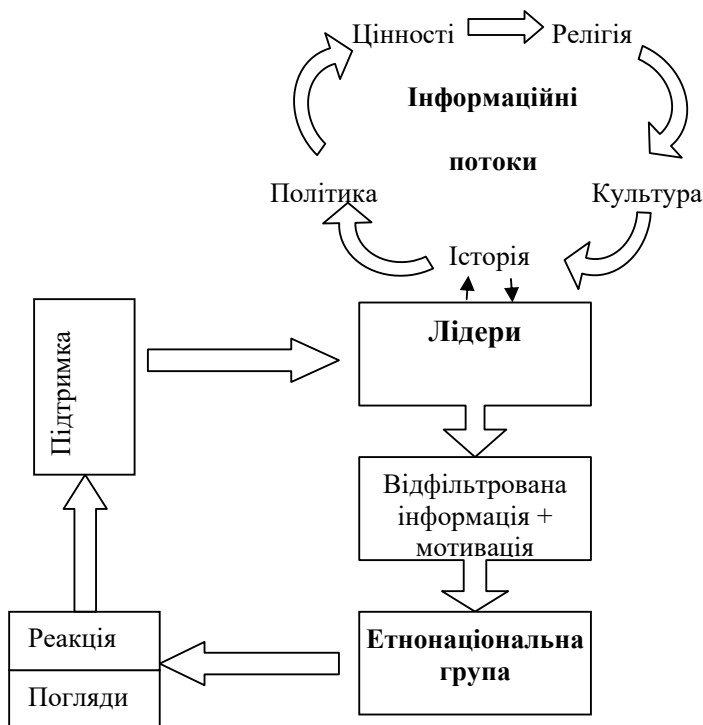 Цінності
Релігія
Інформаційні
потоки
Політика
Культура
Історія
Підтримка
Лідери
Відфільтрована
інформація +
мотивація
Реакція
Погляди
Етнонаціональна
група